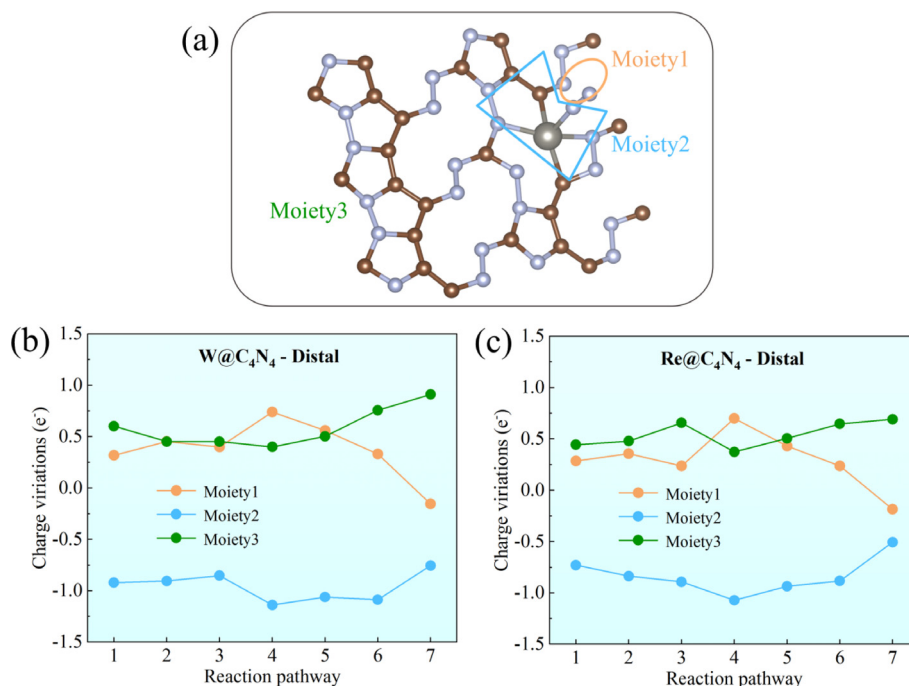 (a)
Moiety1
Moiety2
Moiety3
(b)
W@C₄N₄ - Distal
Charge viriations (e⁻)
1.5
1.0
0.5
0.0
-0.5
-1.0
-1.5
Moiety1
Moiety2
Moiety3
1 2 3 4 5 6 7
Reaction pathway
(c)
Re@C₄N₄ - Distal
Charge viriations (e⁻)
1.5
1.0
0.5
0.0
-0.5
-1.0
-1.5
Moiety1
Moiety2
Moiety3
1 2 3 4 5 6 7
Reaction pathway